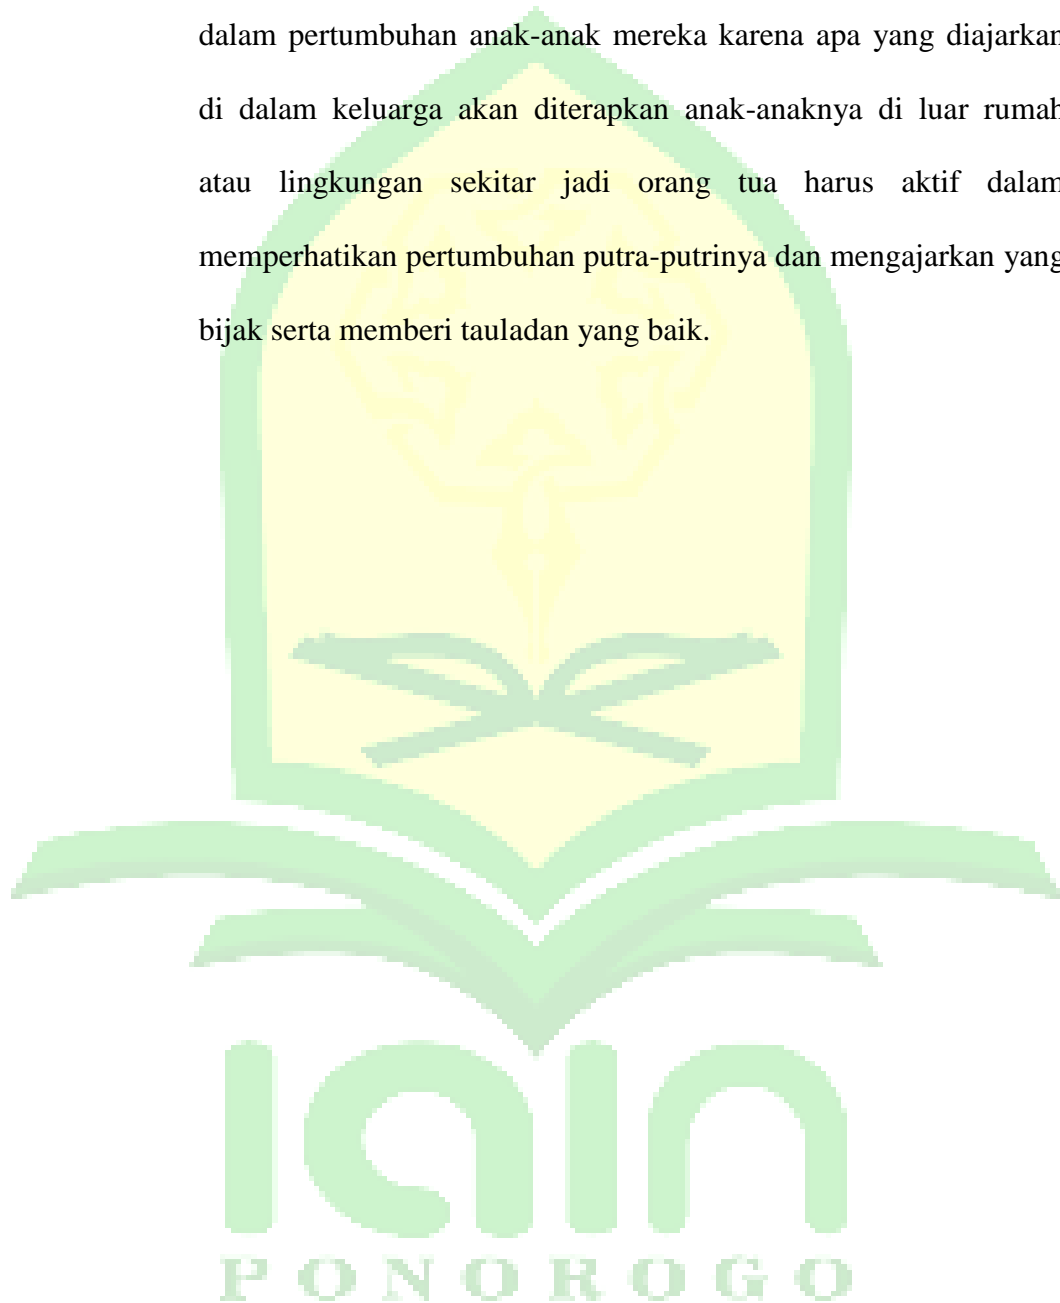 dalam pertumbuhan anak-anak mereka karena apa yang diajarkan
di dalam keluarga akan diterapkan anak-anaknya di luar rumah
atau lingkungan sekitar jadi orang tua harus aktif dalam
memperhatikan pertumbuhan putra-putrinya dan mengajarkan yang
bijak serta memberi tauladan yang baik.
iain
PONOROGO